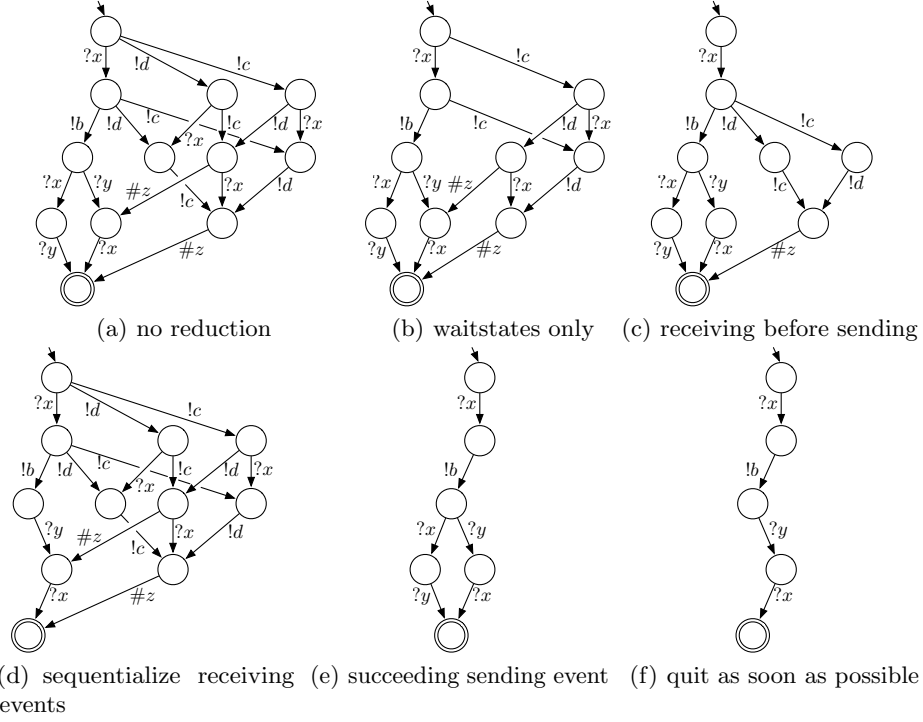 !c
?x
!d
!b !d !c ?x !c !d ?x
?x ?y #z !c ?x !d
?y ?x #z
(a) no reduction
!c
?x
!b !c !d ?x
?x ?y #z ?x !d
?y ?x #z
(b) waitstates only
?x
!b !d !c
?x ?y !c !d
?y ?x #z
(c) receiving before sending
!c
?x !d
!b !d !c ?x !c !d ?x
?y #z !c ?x !d
?x #z
(d) sequentialize receiving
events
?x
!b
?x ?y
?y ?x
(e) succeeding sending event
?x
!b
?y
?x
(f) quit as soon as possible